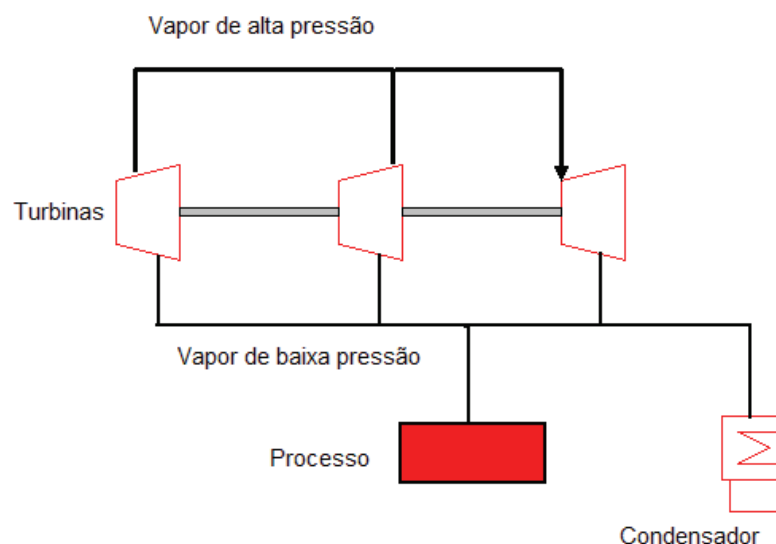 Vapor de alta pressão
Turbinas
Vapor de baixa pressão
Processo
Condensador